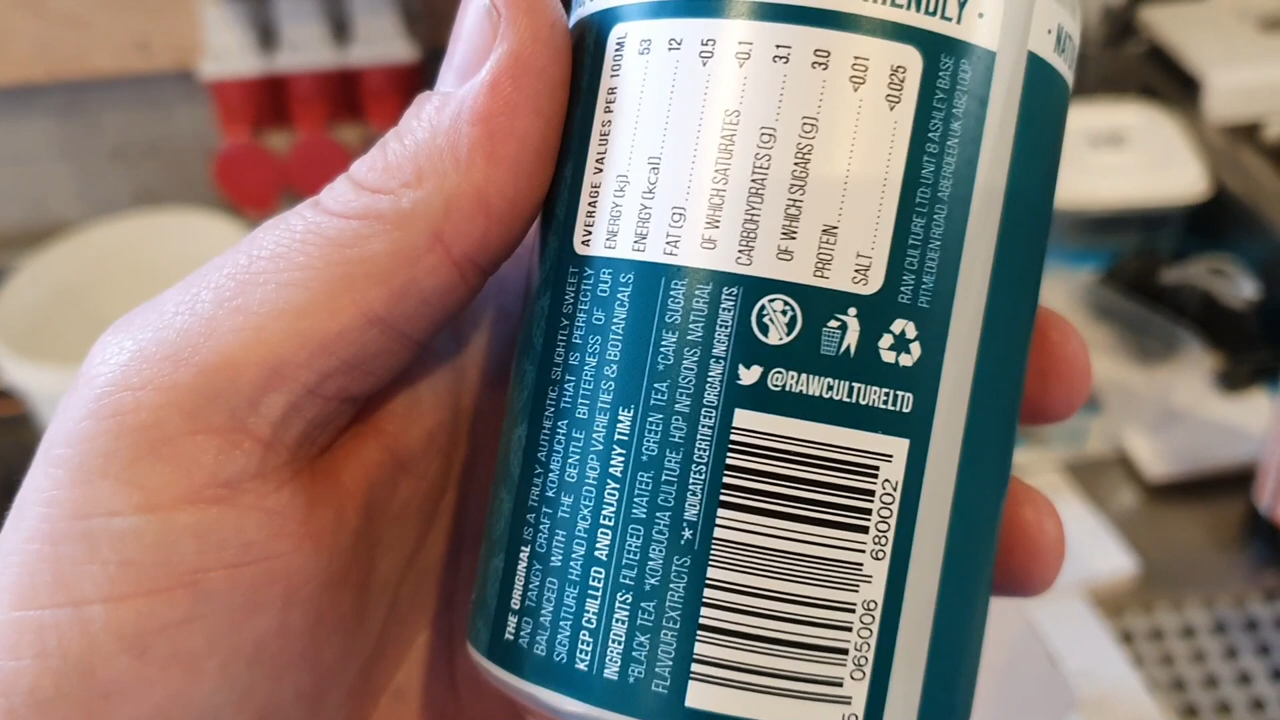 RIENDLY ·
· NATU
AVERAGE VALUES PER 100ML
ENERGY (kj) 53
ENERGY (kcal) 12
FAT (g) <0.5
OF WHICH SATURATES <0.1
CARBOHYDRATES (g) 3.1
OF WHICH SUGARS (g) 3.0
PROTEIN <0.01
SALT <0.025
RAW CULTURE LTD: UNIT 8 ASHLEY BASE
PITMEDDEN ROAD, ABERDEEN UK AB21 0DP
THE ORIGINAL IS A TRULY AUTHENTIC, SLIGHTLY SWEET
AND TANGY CRAFT KOMBUCHA THAT IS PERFECTLY
BALANCED WITH THE GENTLE BITTERNESS OF OUR
SIGNATURE HAND PICKED HOP VARIETIES & BOTANICALS.
KEEP CHILLED AND ENJOY ANY TIME.
INGREDIENTS: FILTERED WATER, *GREEN TEA, *CANE SUGAR,
*BLACK TEA, *KOMBUCHA CULTURE, HOP INFUSIONS, NATURAL
FLAVOUR EXTRACTS. "*" INDICATES CERTIFIED ORGANIC INGREDIENTS.
@RAWCULTURELTD
5 065006 680002